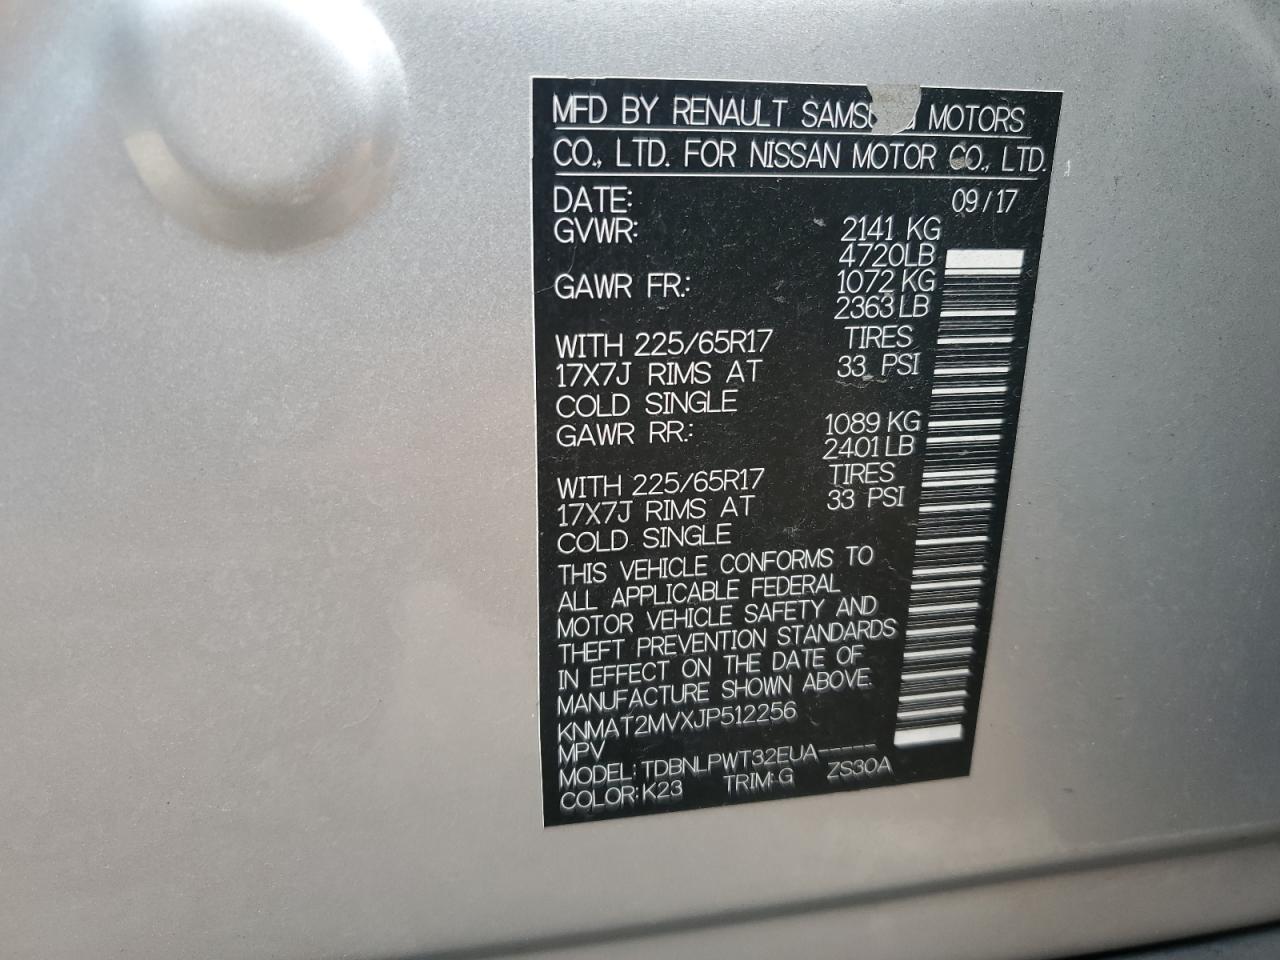 MFD BY RENAULT MOTORS
CO., LTD. FOR NISSAN MOTOR CO., LTD.
DATE: 09/17
GVWR: 2141 KG
4720LB
GAWR FR.: 1072 KG
2363 LB
WITH 225/65R17 TIRES
17X7J RIMS AT 33 PSI
COLD SINGLE
GAWR RR.: 1089 KG
2401 LB
WITH 225/65R17 TIRES
17X7J RIMS AT 33 PSI
COLD SINGLE
THIS VEHICLE CONFORMS TO
ALL APPLICABLE FEDERAL
MOTOR VEHICLE SAFETY AND
THEFT PREVENTION STANDARDS
IN EFFECT ON THE DATE OF
MANUFACTURE SHOWN ABOVE.
KNMAT2MVXJP512256
MPV
MODEL: TDBNLPWT32EUA-----
COLOR: K23 TRIM: G ZS30A